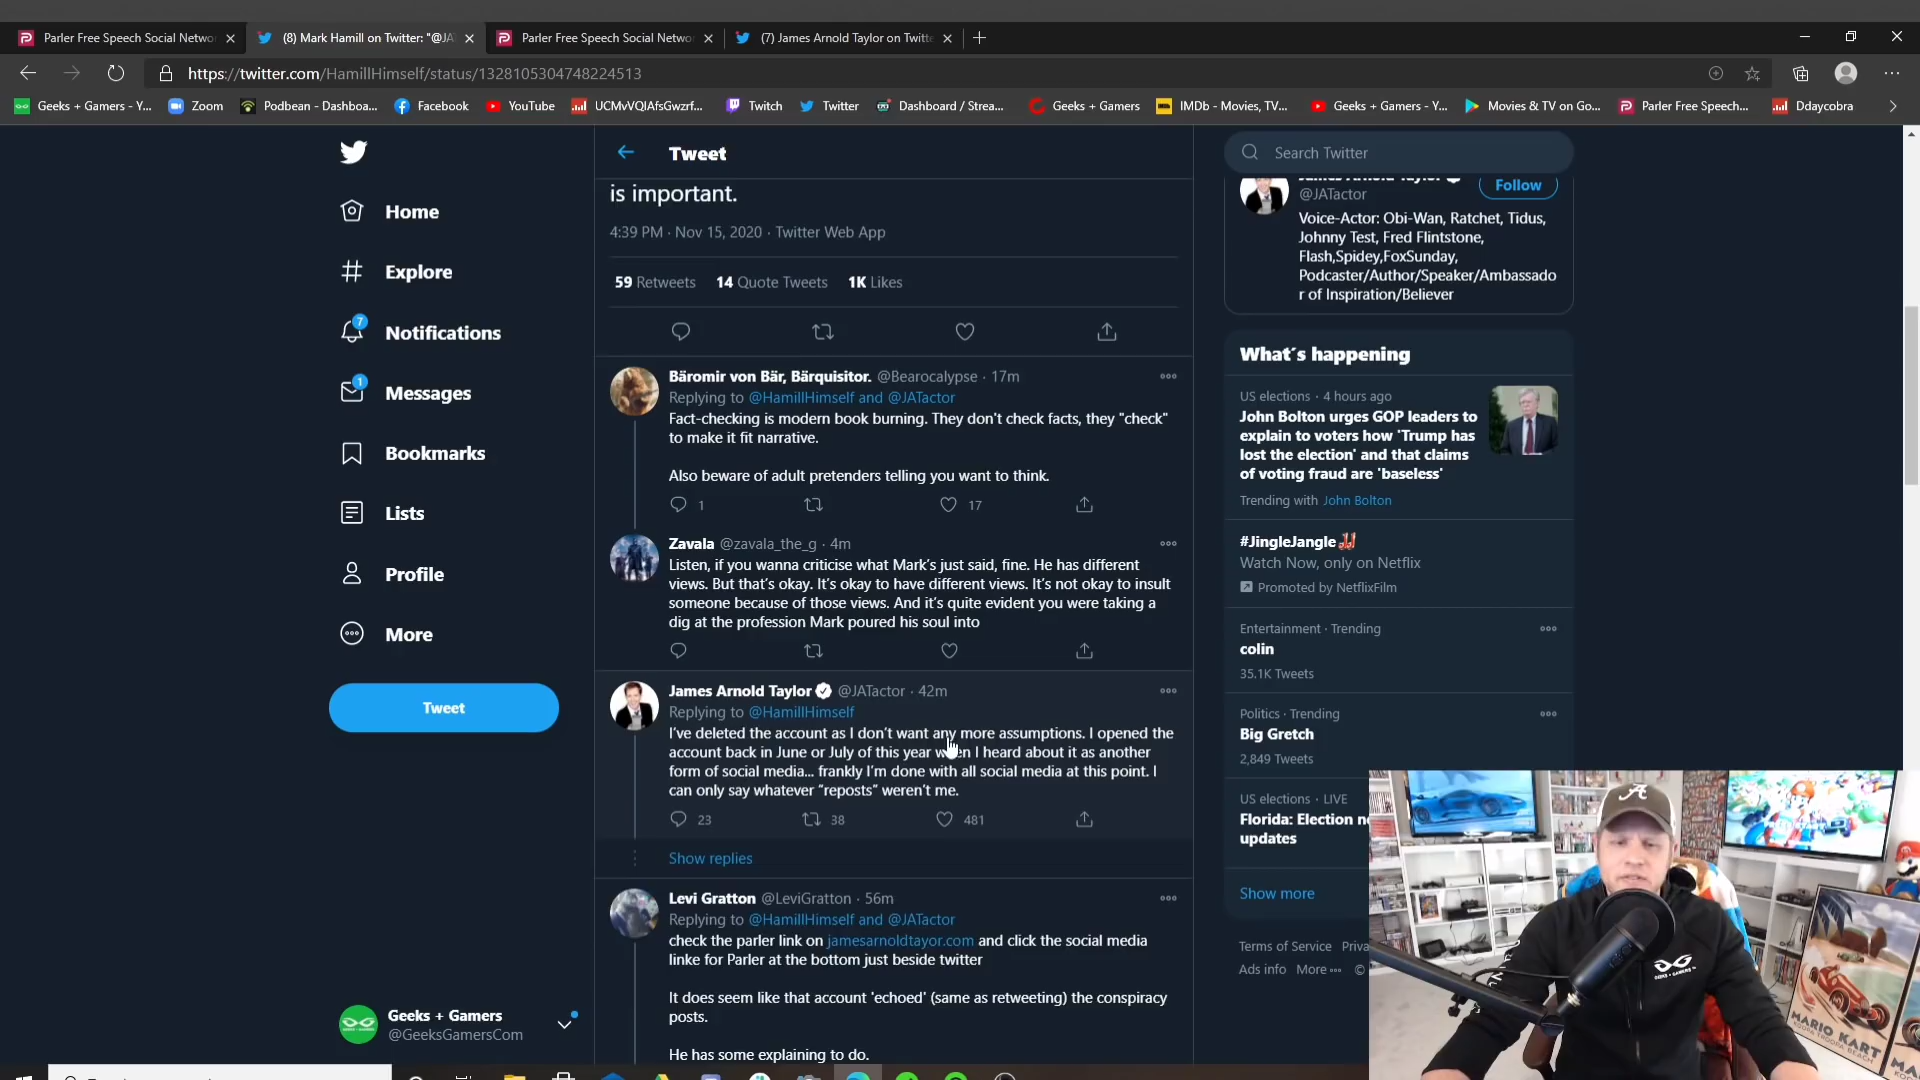 Parler Free Speech Social Netwo
(8) Mark Hamill on Twitter: "@JA
Parler Free Speech Social Netwo
(7) James Arnold Taylor on Twitt
https://twitter.com/HamillHimself/status/1328105304748224513
Geeks + Gamers - Y...
Zoom
Podbean - Dashboa...
Facebook
YouTube
UCMvVQIAfsGwzrf...
Twitch
Twitter
Dashboard / Strea...
Geeks + Gamers
IMDb - Movies, TV...
Geeks + Gamers - Y...
Movies & TV on Go...
Parler Free Speech...
Ddaycobra
Home
Explore
7
Notifications
1
Messages
Bookmarks
Lists
Profile
More
Tweet
Geeks + Gamers
@GeeksGamersCom
Tweet
is important.
4:39 PM · Nov 15, 2020 · Twitter Web App
59 Retweets 14 Quote Tweets 1K Likes
Bäromir von Bär, Bärquisitor. @Bearocalypse · 17m
Replying to @HamillHimself and @JATactor
Fact-checking is modern book burning. They don't check facts, they "check"
to make it fit narrative.
Also beware of adult pretenders telling you want to think.
1 17
Zavala @zavala_the_g · 4m
Listen, if you wanna criticise what Mark's just said, fine. He has different
views. But that's okay. It's okay to have different views. It's not okay to insult
someone because of those views. And it's quite evident you were taking a
dig at the profession Mark poured his soul into
James Arnold Taylor @JATactor · 42m
Replying to @HamillHimself
I've deleted the account as I don't want any more assumptions. I opened the
account back in June or July of this year when I heard about it as another
form of social media... frankly I'm done with all social media at this point. I
can only say whatever "reposts" weren't me.
23 38 481
Show replies
Levi Gratton @LeviGratton · 56m
Replying to @HamillHimself and @JATactor
check the parler link on jamesarnoldtayor.com and click the social media
linke for Parler at the bottom just beside twitter
It does seem like that account 'echoed' (same as retweeting) the conspiracy
posts.
He has some explaining to do.
Search Twitter
James Arnold Taylor
@JATactor
Follow
Voice-Actor: Obi-Wan, Ratchet, Tidus,
Johnny Test, Fred Flintstone,
Flash,Spidey,FoxSunday,
Podcaster/Author/Speaker/Ambassado
r of Inspiration/Believer
What's happening
US elections · 4 hours ago
John Bolton urges GOP leaders to
explain to voters how 'Trump has
lost the election' and that claims
of voting fraud are 'baseless'
Trending with John Bolton
#JingleJangle
Watch Now, only on Netflix
Promoted by NetflixFilm
Entertainment · Trending
colin
35.1K Tweets
Politics · Trending
Big Gretch
2,849 Tweets
US elections · LIVE
Florida: Election ne
updates
Show more
Terms of Service Priva
Ads info More ©
A
GEEKS + GAMERS
MARIO KART